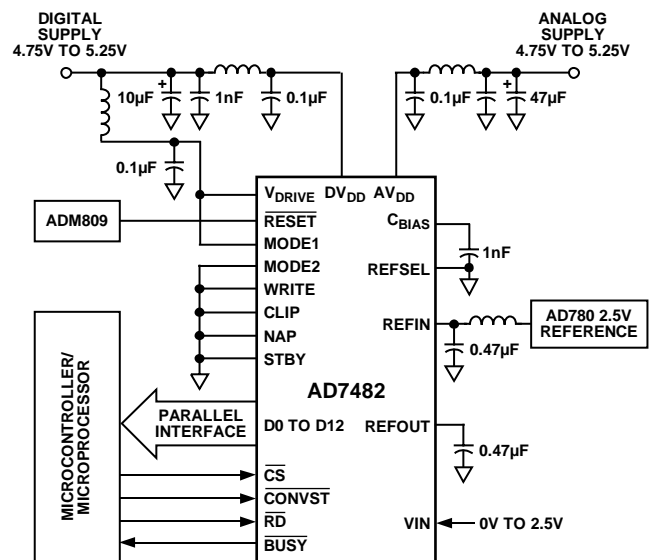 DIGITAL
SUPPLY
4.75V TO 5.25V
ANALOG
SUPPLY
4.75V TO 5.25V
10µF
+
1nF
0.1µF
0.1µF
+
47µF
0.1µF
ADM809
VDRIVE
DVDD
AVDD
RESET
MODE1
MODE2
WRITE
CLIP
NAP
STBY
CBIAS
1nF
REFSEL
REFIN
AD780 2.5V
REFERENCE
0.47µF
AD7482
MICROCONTROLLER/
MICROPROCESSOR
PARALLEL
INTERFACE
D0 TO D12
REFOUT
0.47µF
CS
CONVST
RD
BUSY
VIN
0V TO 2.5V